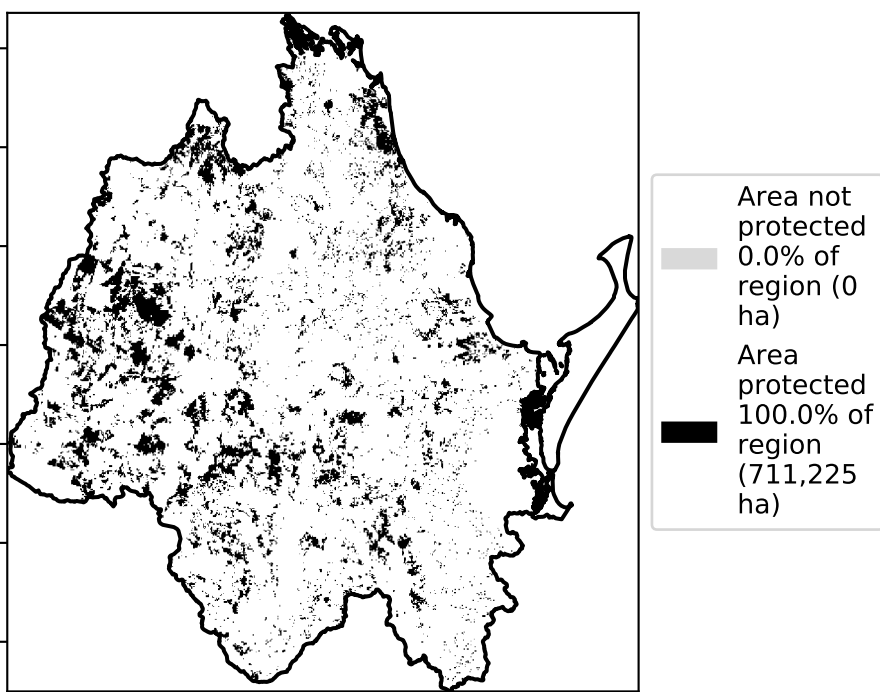 Area not
protected
0.0% of
region (0
ha)
Area
protected
100.0% of
region
(711,225
ha)